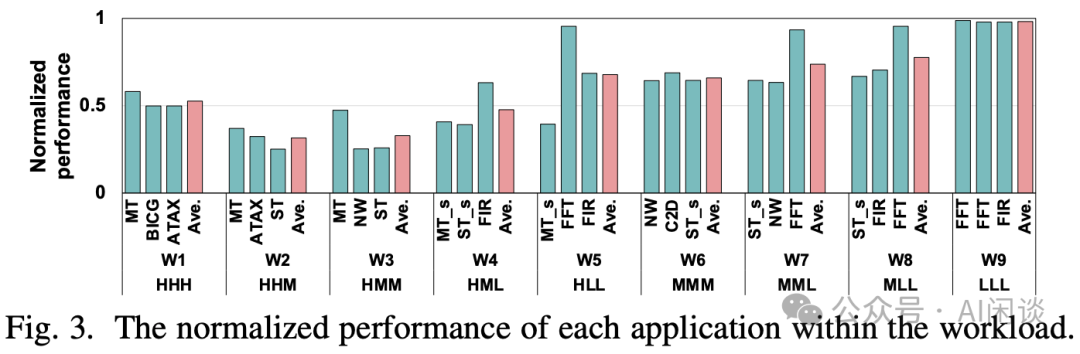 Normalized
performance
1
0.5
0
MT BICG ATAX Ave. MT ATAX ST Ave. MT NW ST Ave. MT_s ST_s FIR Ave. MT_s FFT FIR Ave. NW C2D ST_s Ave. ST_s NW FFT Ave. ST_s FIR FFT Ave. FFT FFT FIR Ave.
W1 W2 W3 W4 W5 W6 W7 W8 W9
HHH HHM HMM HML HLL MMM MML MLL LLL
公众号·AI闲谈
Fig. 3. The normalized performance of each application within the workload.